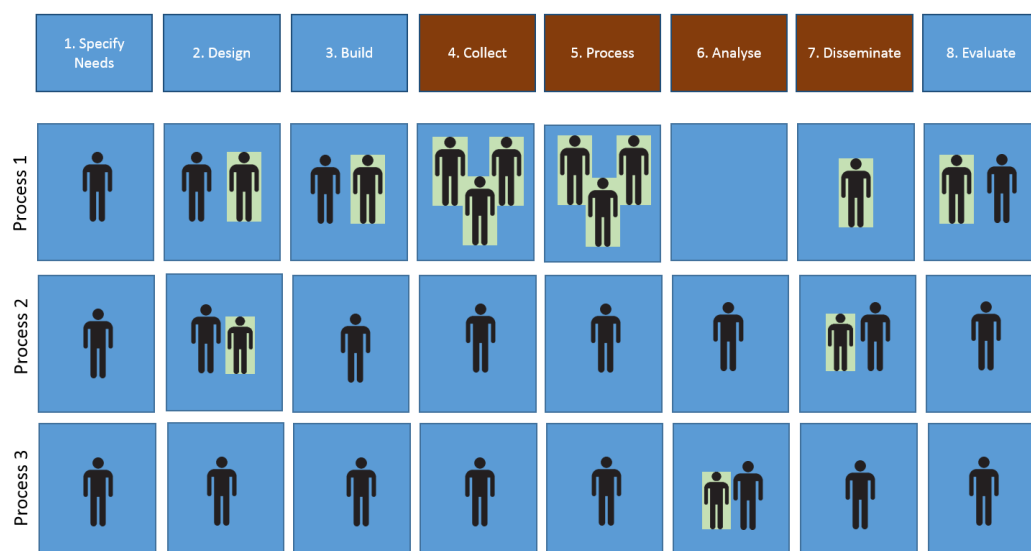 1. Specify
Needs
2. Design
3. Build
4. Collect
5. Process
6. Analyse
7. Disseminate
8. Evaluate
Process 1
Process 2
Process 3